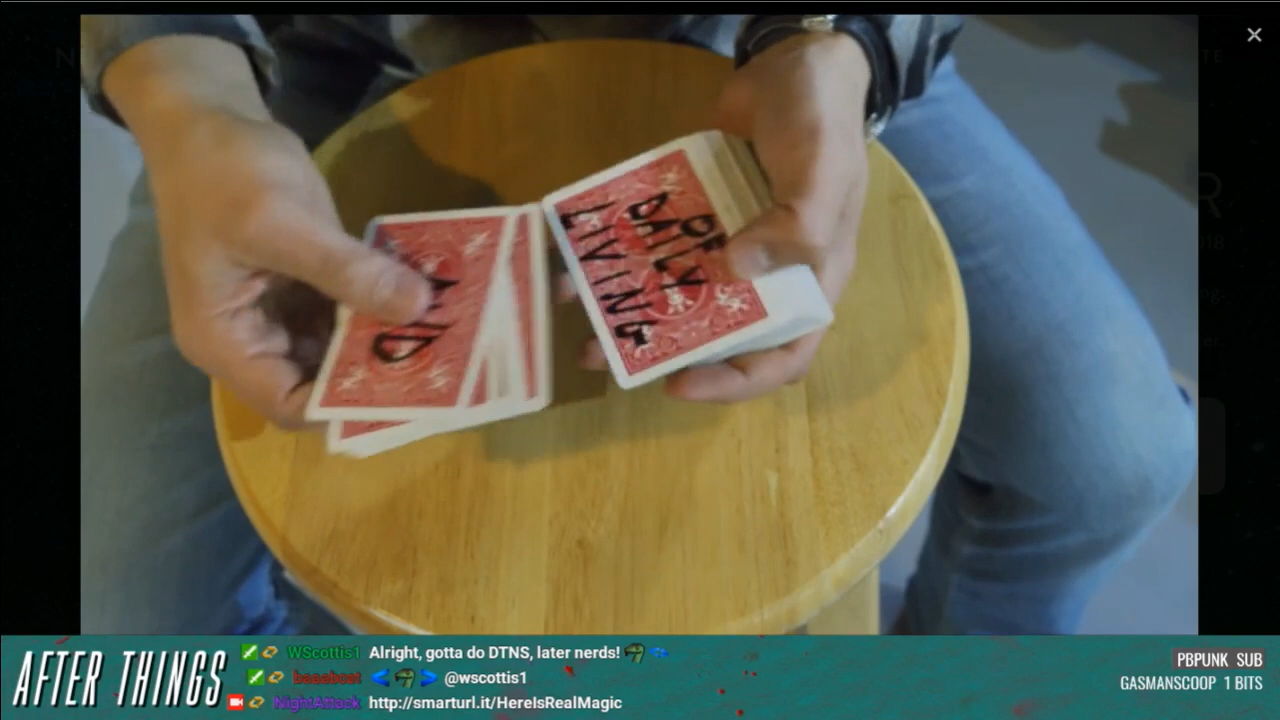 OF
DAILY
LIVING
AFTER THINGS
WScottis1 Alright, gotta do DTNS, later nerds!
baeabost @wscottis1
NightAttack http://smarturl.it/HereIsRealMagic
PBPUNK SUB
GASMANSCOOP 1 BITS